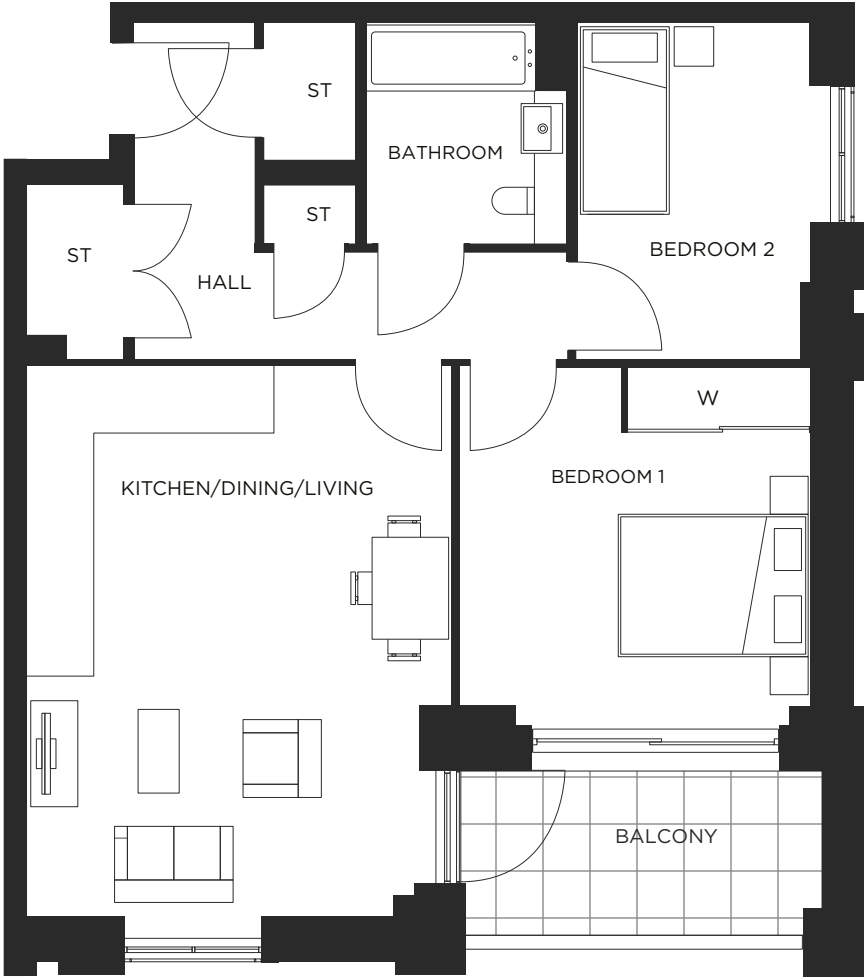 ST
BATHROOM
ST
ST
BEDROOM 2
HALL
W
BEDROOM 1
KITCHEN/DINING/LIVING
BALCONY